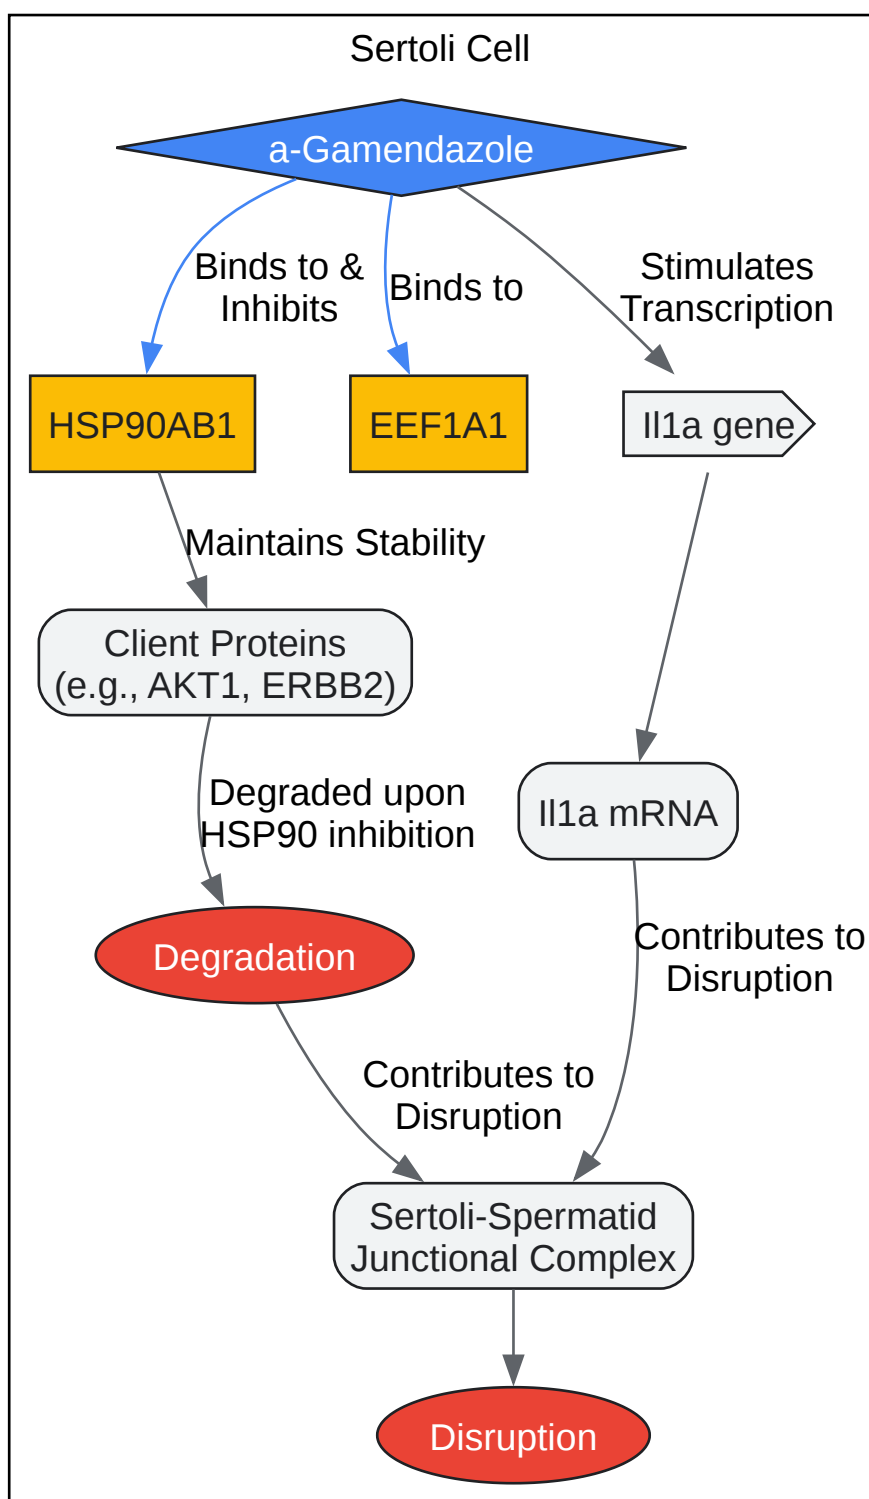 Sertoli Cell
a-Gamendazole
Binds to &
Inhibits
Binds to
Stimulates
Transcription
HSP90AB1
EEF1A1
Il1a gene
Maintains Stability
Client Proteins
(e.g., AKT1, ERBB2)
Degraded upon
HSP90 inhibition
Il1a mRNA
Degradation
Contributes to
Disruption
Contributes to
Disruption
Sertoli-Spermatid
Junctional Complex
Disruption